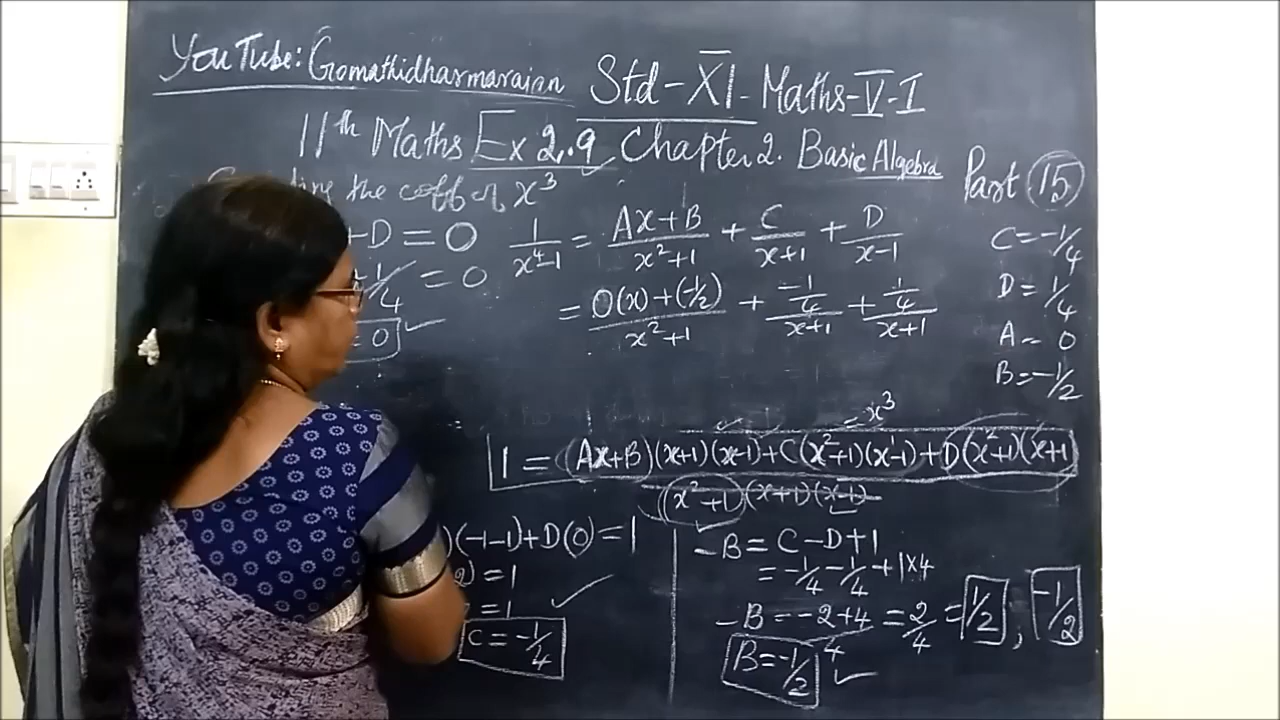 YouTube: Gomathidharmarajan Std-XI-Maths-V-I
11th Maths Ex 2.9 Chapter 2. Basic Algebra
Part 15
the coeff of x³
+D = 0
1/4 = 0
= 0
1/(x⁴-1) = (Ax+B)/(x²+1) + C/(x+1) + D/(x-1)
= (0(x)+(-1/2))/(x²+1) + (-1/4)/(x+1) + (1/4)/(x+1)
C=-1/4
D=1/4
A= 0
B=-1/2
=x³
1 = (Ax+B)(x+1)(x-1)+C(x²+1)(x-1)+D(x²+1)(x+1)
(x²+1)(x+1)(x-1)
)(-1-1)+D(0)=1
2)=1
=1
C=-1/4
-B = C-D+1
= -1/4-1/4+1×4
-B = (-2+4)/4 = 2/4 = 1/2 ; -1/2
B=-1/2